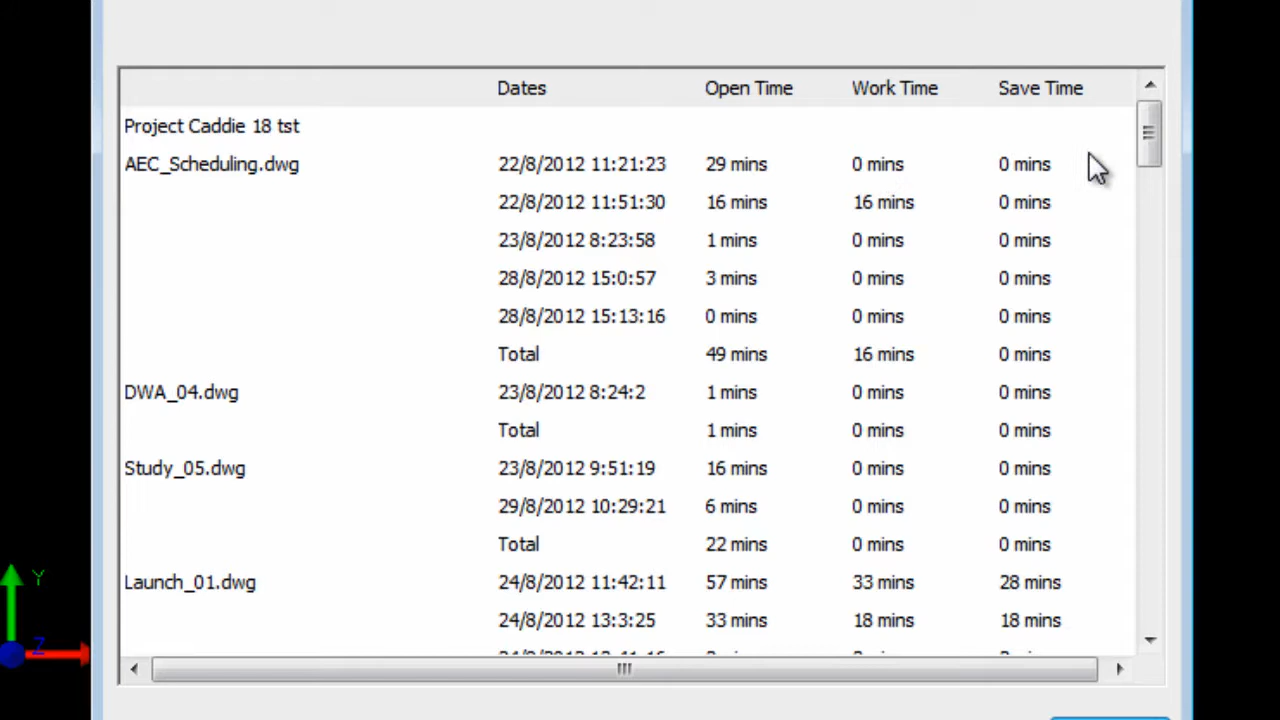 Dates Open Time Work Time Save Time
Project Caddie 18 tst
AEC_Scheduling.dwg 22/8/2012 11:21:23 29 mins 0 mins 0 mins
22/8/2012 11:51:30 16 mins 16 mins 0 mins
23/8/2012 8:23:58 1 mins 0 mins 0 mins
28/8/2012 15:0:57 3 mins 0 mins 0 mins
28/8/2012 15:13:16 0 mins 0 mins 0 mins
Total 49 mins 16 mins 0 mins
DWA_04.dwg 23/8/2012 8:24:2 1 mins 0 mins 0 mins
Total 1 mins 0 mins 0 mins
Study_05.dwg 23/8/2012 9:51:19 16 mins 0 mins 0 mins
29/8/2012 10:29:21 6 mins 0 mins 0 mins
Total 22 mins 0 mins 0 mins
Launch_01.dwg 24/8/2012 11:42:11 57 mins 33 mins 28 mins
24/8/2012 13:3:25 33 mins 18 mins 18 mins
Y
Z